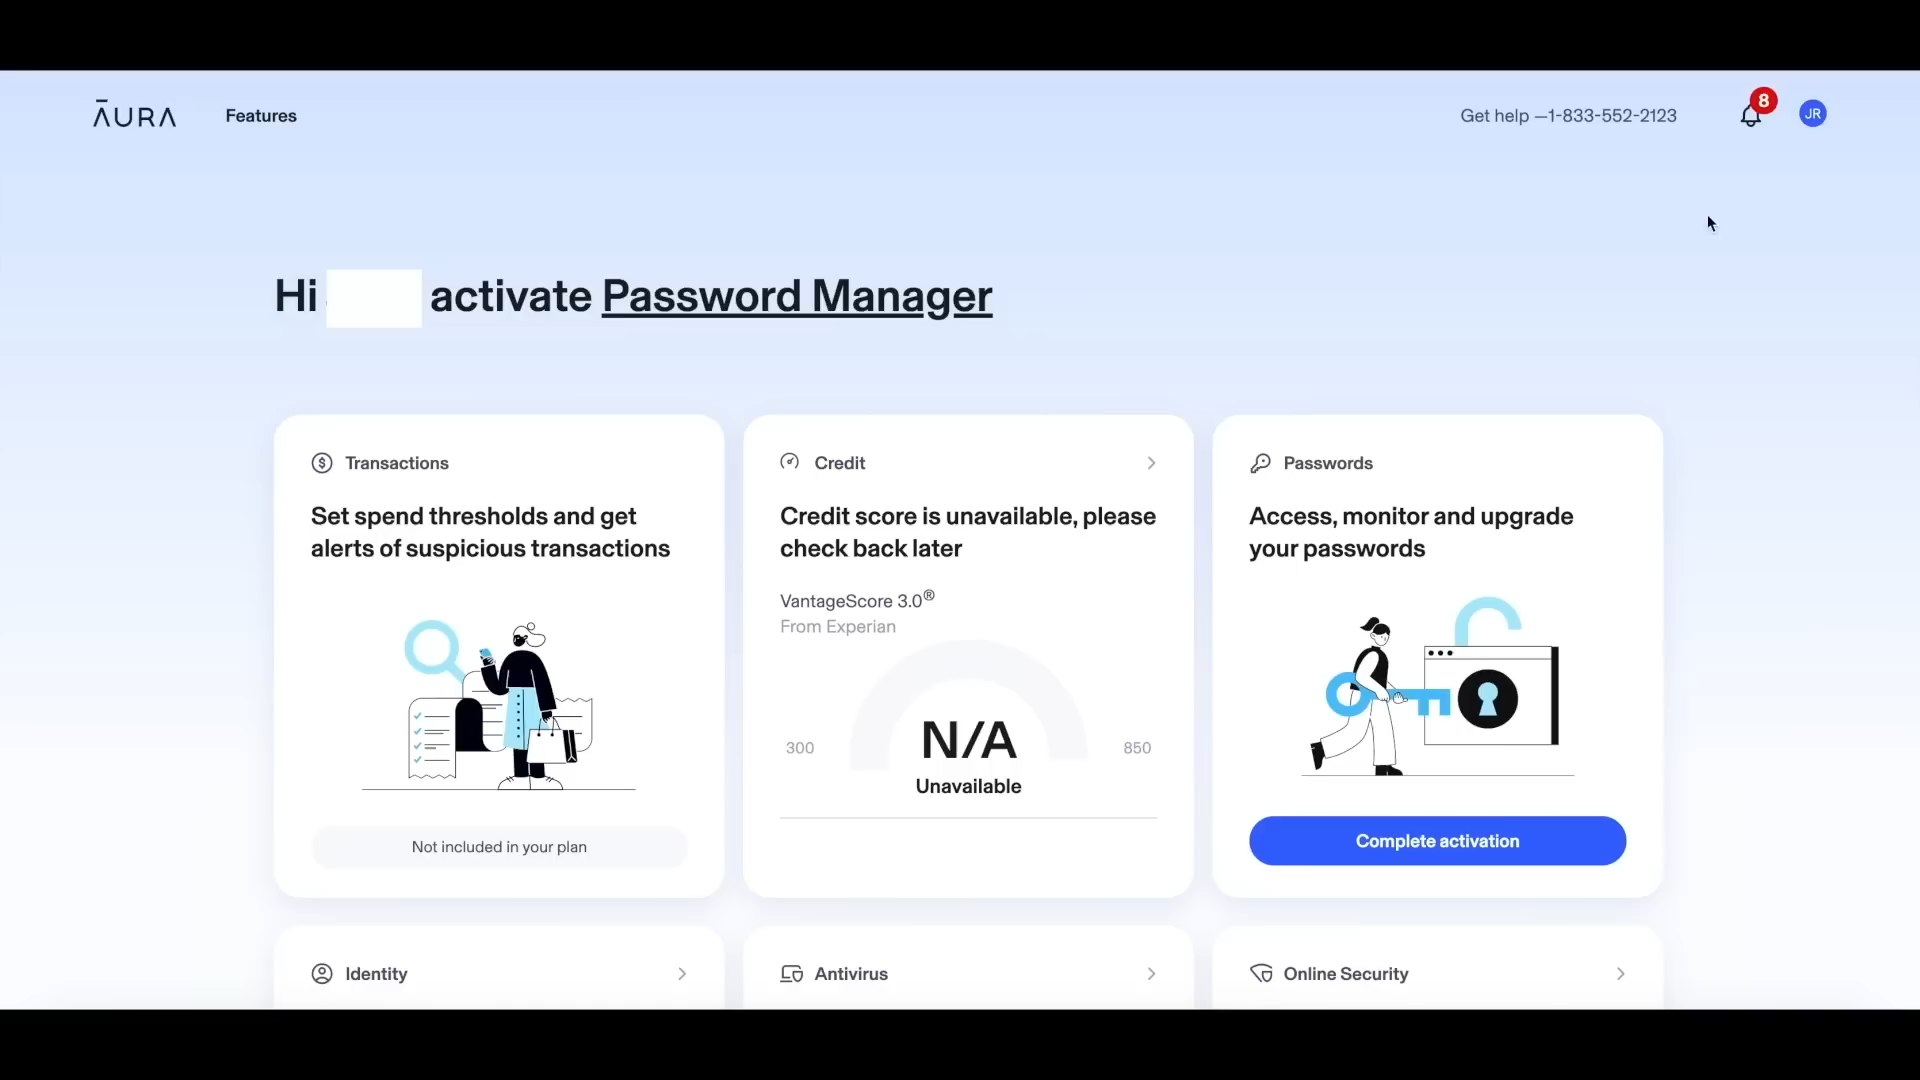 ĀURA
Features
Get help —1-833-552-2123
8
JR
Hi activate Password Manager
Transactions
Set spend thresholds and get
alerts of suspicious transactions
Not included in your plan
Credit
Credit score is unavailable, please
check back later
VantageScore 3.0®
From Experian
300
N/A
850
Unavailable
Passwords
Access, monitor and upgrade
your passwords
Complete activation
Identity
Antivirus
Online Security